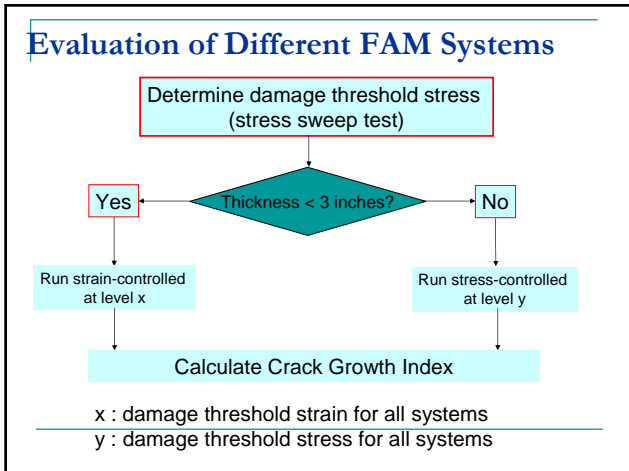 Evaluation of Different FAM Systems
Determine damage threshold stress
(stress sweep test)
Yes
Thickness < 3 inches?
No
Run strain-controlled
at level x
Run stress-controlled
at level y
Calculate Crack Growth Index
x : damage threshold strain for all systems
y : damage threshold stress for all systems